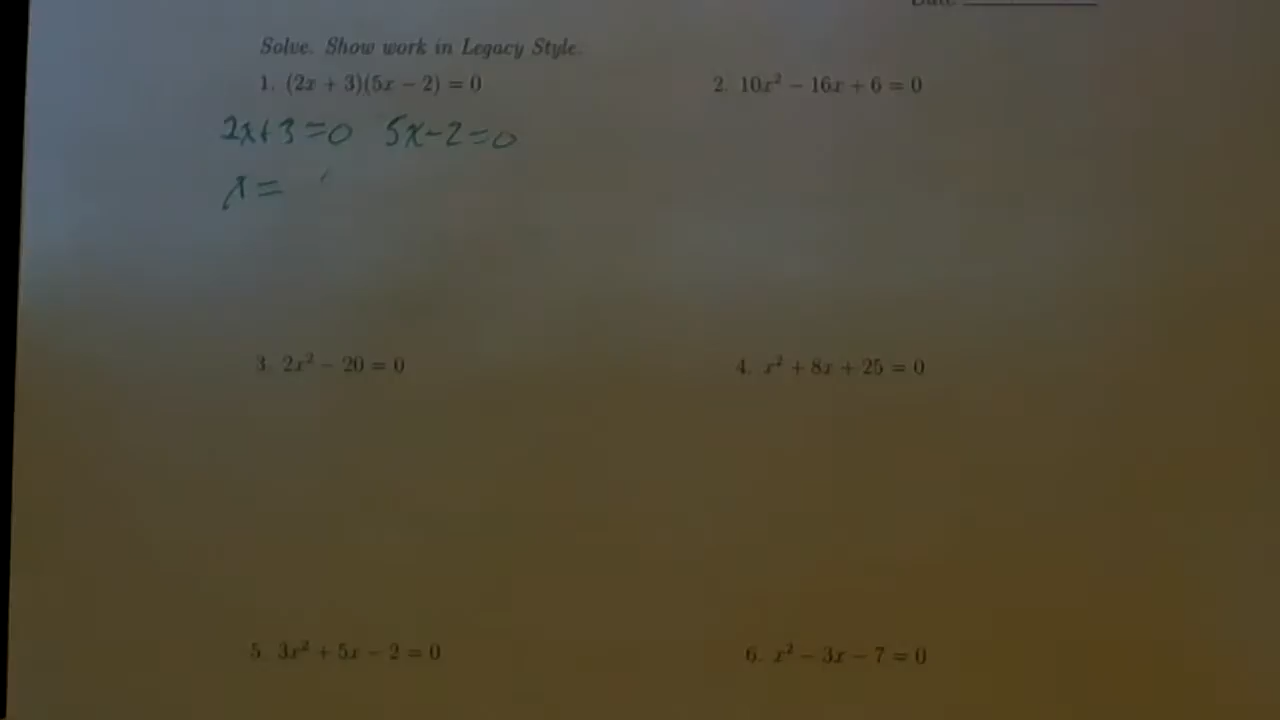 Date
Solve. Show work in Legacy Style.
1. (2x + 3)(5x − 2) = 0
2. 10x² − 16x + 6 = 0
2x+3=0 5x−2=0
x=
3. 2x² − 20 = 0
4. x² + 8x + 25 = 0
5. 3x² + 5x − 2 = 0
6. x² − 3x − 7 = 0